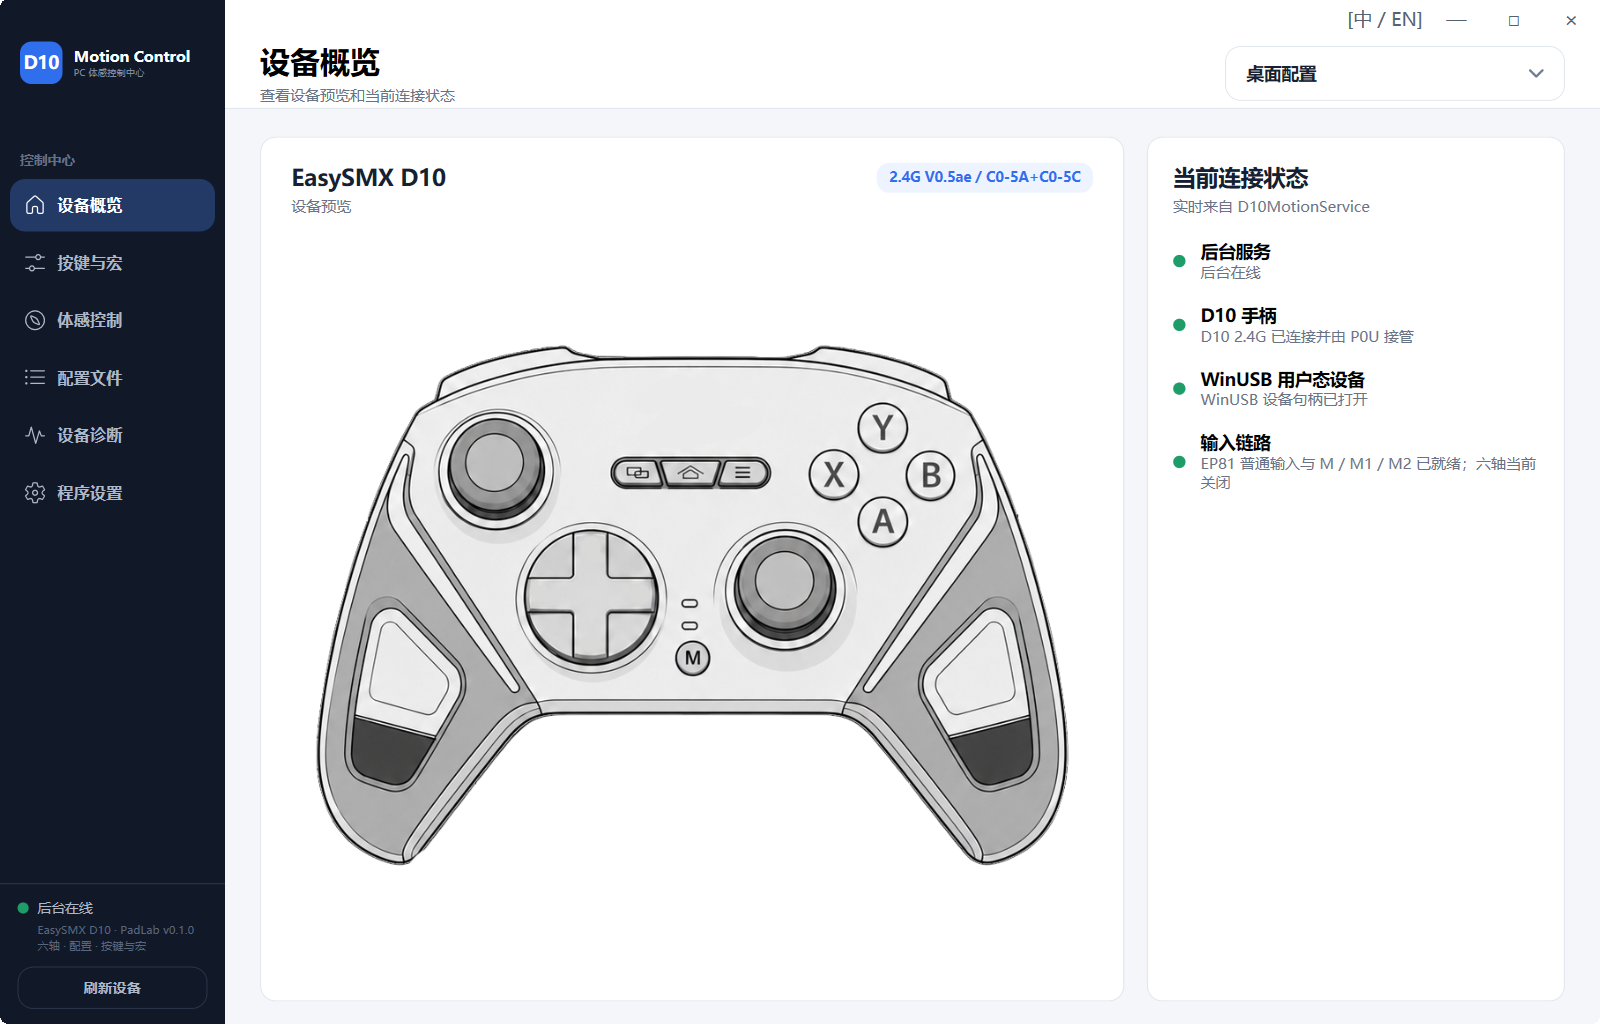 [中 / EN]
D10
Motion Control
PC 体感控制中心
控制中心
设备概览
按键与宏
体感控制
配置文件
设备诊断
程序设置
后台在线
EasySMX D10 · PadLab v0.1.0
六轴 · 配置 · 按键与宏
刷新设备
设备概览
查看设备预览和当前连接状态
桌面配置
EasySMX D10
设备预览
2.4G V0.5ae / C0-5A+C0-5C
Y
X
B
A
M
当前连接状态
实时来自 D10MotionService
后台服务
后台在线
D10 手柄
D10 2.4G 已连接并由 P0U 接管
WinUSB 用户态设备
WinUSB 设备句柄已打开
输入链路
EP81 普通输入与 M / M1 / M2 已就绪；六轴当前
关闭